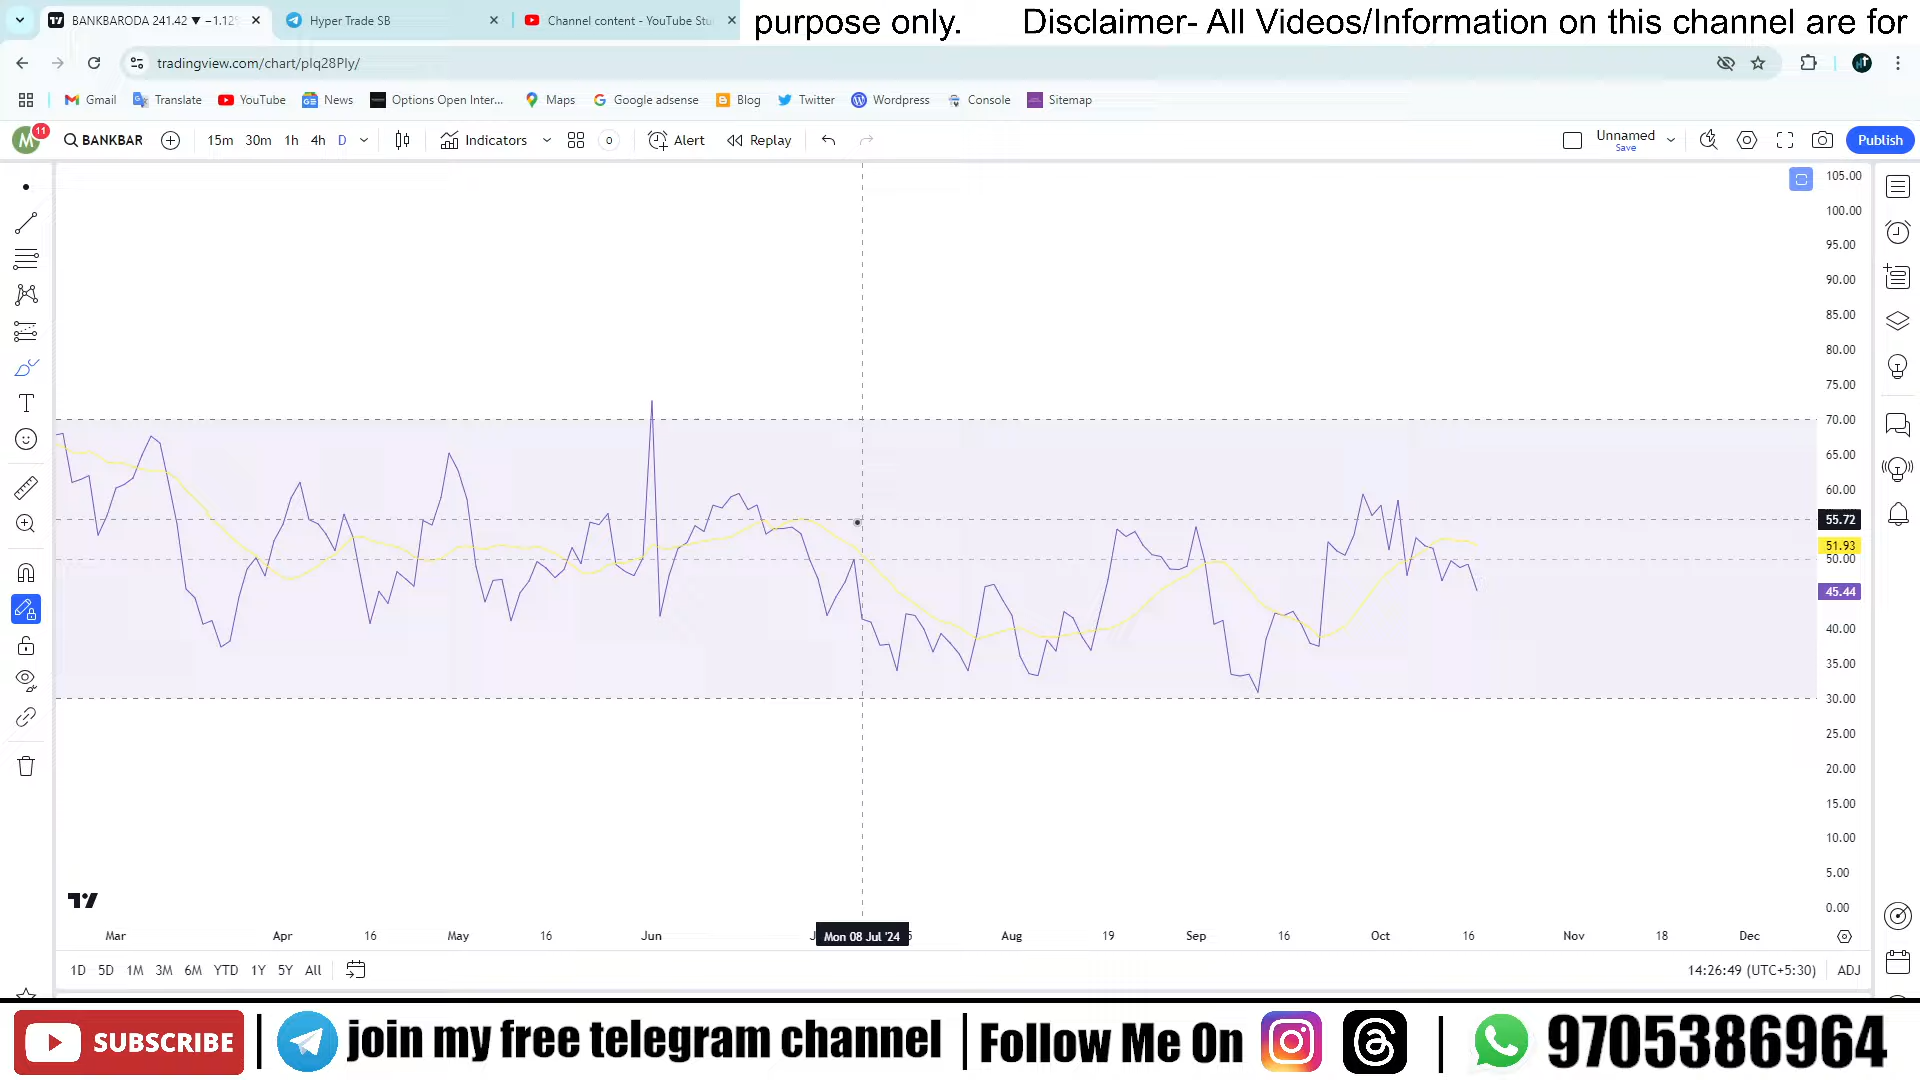 BANKBARODA 241.42 ▼ −1.12%
Hyper Trade SB
Channel content - YouTube Stu
purpose only. Disclaimer- All Videos/Information on this channel are for
tradingview.com/chart/plq28Ply/
Gmail Translate YouTube News Options Open Inter... Maps Google adsense Blog Twitter Wordpress Console Sitemap
M 11 BANKBAR 15m 30m 1h 4h D Indicators Alert Replay Unnamed Publish
Save
105.00
100.00
95.00
90.00
85.00
80.00
75.00
70.00
65.00
60.00
55.72
51.93
50.00
45.44
40.00
35.00
30.00
25.00
20.00
15.00
10.00
5.00
0.00
Mar Apr 16 May 16 Jun Mon 08 Jul '24 Aug 19 Sep 16 Oct 16 Nov 18 Dec
1D 5D 1M 3M 6M YTD 1Y 5Y All 14:26:49 (UTC+5:30) ADJ
SUBSCRIBE | join my free telegram channel | Follow Me On | 9705386964